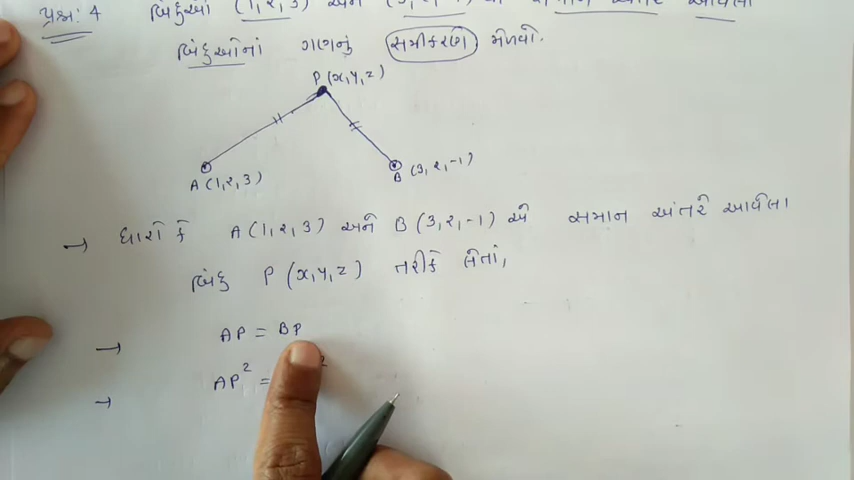 પ્રશ્ન: 4 બિંદુઓ (1,2,3) અને (3,2,-1)
બિંદુઓનાં ગણનું સમીકરણ મેળવો.
P(x,y,z)
A(1,2,3)
B (3,2,-1)
→ ધારો કે A(1,2,3) અને B(3,2,-1) એ સમાન અંતરે આવેલા
બિંદુ P(x,y,z) તરીકે લેતાં,
→ AP = BP
→ AP² = ²